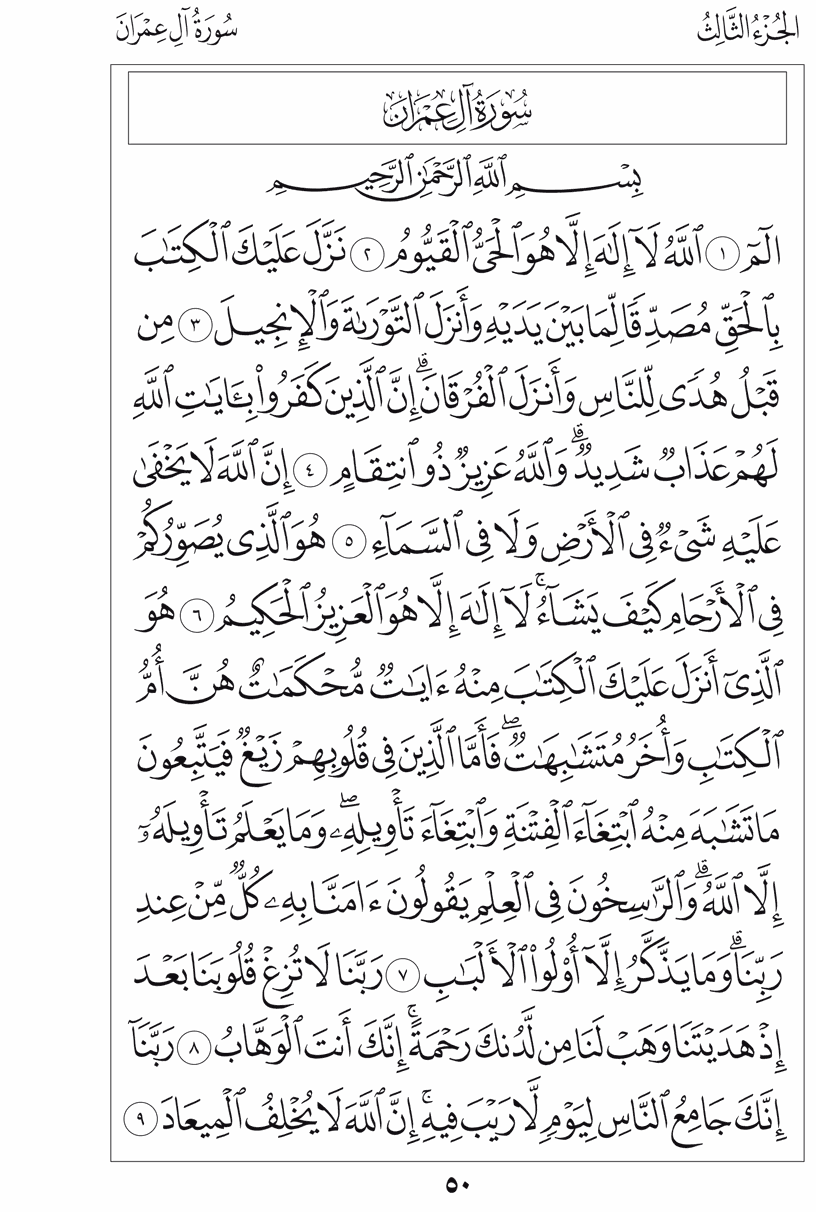 الجُزْءُ الثَّالِثُ
سُورَةُ آلِ عِمْرَانَ
سُورَةُ آلِ عِمْرَانَ
بِسْمِ ٱللَّهِ ٱلرَّحْمَٰنِ ٱلرَّحِيمِ
الٓمٓ ١ ٱللَّهُ لَآ إِلَٰهَ إِلَّا هُوَ ٱلْحَىُّ ٱلْقَيُّومُ ٢ نَزَّلَ عَلَيْكَ ٱلْكِتَٰبَ
بِٱلْحَقِّ مُصَدِّقًا لِّمَا بَيْنَ يَدَيْهِ وَأَنزَلَ ٱلتَّوْرَىٰةَ وَٱلْإِنجِيلَ ٣ مِن
قَبْلُ هُدًى لِّلنَّاسِ وَأَنزَلَ ٱلْفُرْقَانَ ۗ إِنَّ ٱلَّذِينَ كَفَرُوا۟ بِـَٔايَٰتِ ٱللَّهِ
لَهُمْ عَذَابٌ شَدِيدٌ ۗ وَٱللَّهُ عَزِيزٌ ذُو ٱنتِقَامٍ ٤ إِنَّ ٱللَّهَ لَا يَخْفَىٰ
عَلَيْهِ شَىْءٌ فِى ٱلْأَرْضِ وَلَا فِى ٱلسَّمَآءِ ٥ هُوَ ٱلَّذِى يُصَوِّرُكُمْ
فِى ٱلْأَرْحَامِ كَيْفَ يَشَآءُ ۚ لَآ إِلَٰهَ إِلَّا هُوَ ٱلْعَزِيزُ ٱلْحَكِيمُ ٦ هُوَ
ٱلَّذِىٓ أَنزَلَ عَلَيْكَ ٱلْكِتَٰبَ مِنْهُ ءَايَٰتٌ مُّحْكَمَٰتٌ هُنَّ أُمُّ
ٱلْكِتَٰبِ وَأُخَرُ مُتَشَٰبِهَٰتٌ ۖ فَأَمَّا ٱلَّذِينَ فِى قُلُوبِهِمْ زَيْغٌ فَيَتَّبِعُونَ
مَا تَشَٰبَهَ مِنْهُ ٱبْتِغَآءَ ٱلْفِتْنَةِ وَٱبْتِغَآءَ تَأْوِيلِهِۦ ۖ وَمَا يَعْلَمُ تَأْوِيلَهُۥٓ
إِلَّا ٱللَّهُ ۗ وَٱلرَّٰسِخُونَ فِى ٱلْعِلْمِ يَقُولُونَ ءَامَنَّا بِهِۦ كُلٌّ مِّنْ عِندِ
رَبِّنَا ۗ وَمَا يَذَّكَّرُ إِلَّآ أُو۟لُوا۟ ٱلْأَلْبَٰبِ ٧ رَبَّنَا لَا تُزِغْ قُلُوبَنَا بَعْدَ
إِذْ هَدَيْتَنَا وَهَبْ لَنَا مِن لَّدُنكَ رَحْمَةً ۚ إِنَّكَ أَنتَ ٱلْوَهَّابُ ٨ رَبَّنَآ
إِنَّكَ جَامِعُ ٱلنَّاسِ لِيَوْمٍ لَّا رَيْبَ فِيهِ ۚ إِنَّ ٱللَّهَ لَا يُخْلِفُ ٱلْمِيعَادَ ٩
٥٠